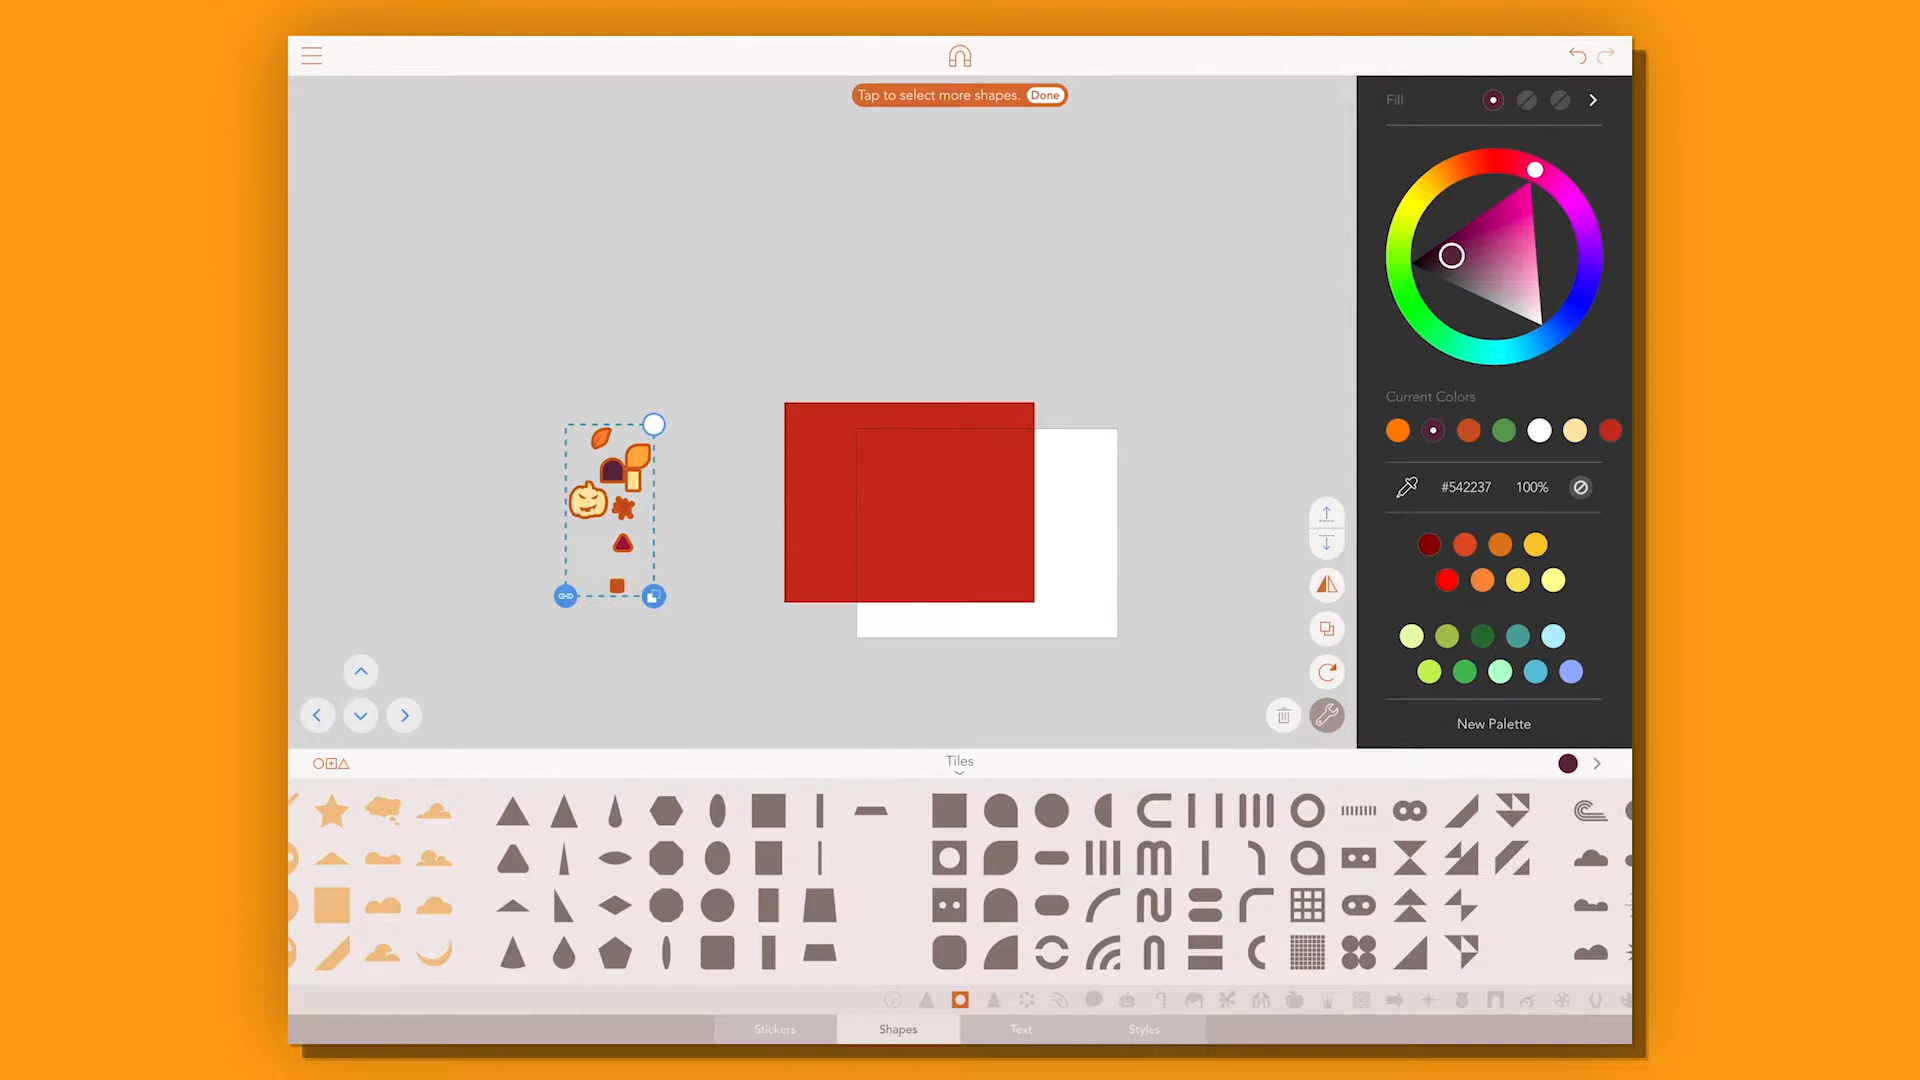 Tap to select more shapes. Done
Fill
Current Colors
#542237 100%
New Palette
Tiles
Stickers Shapes Text Styles